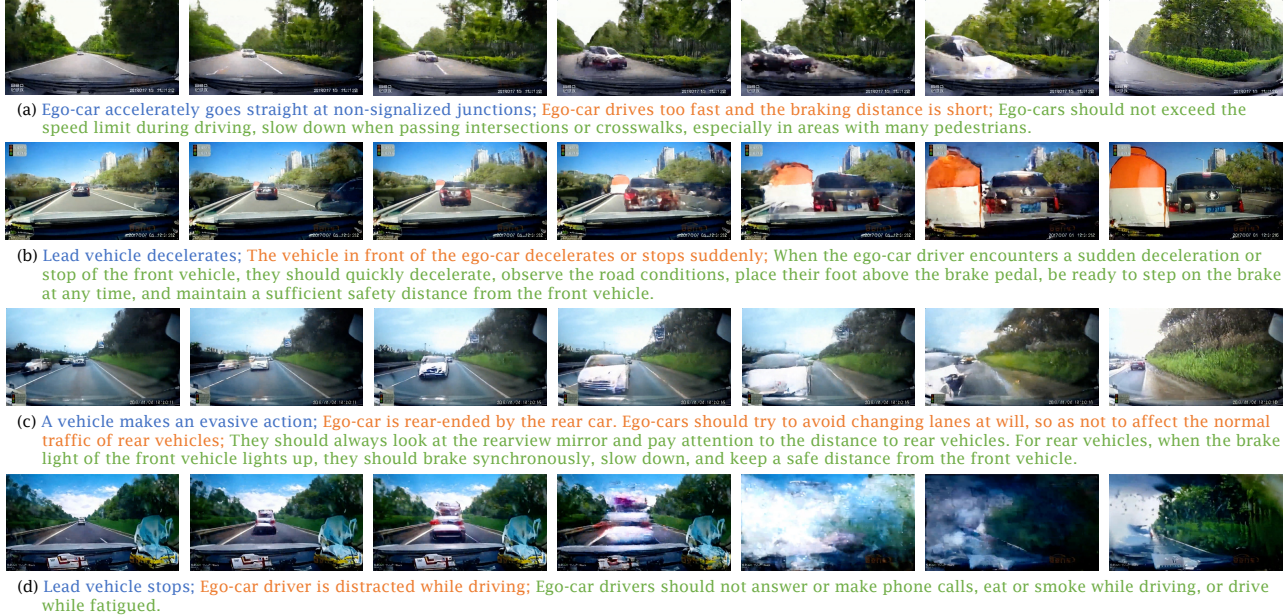 (a) Ego-car accelerately goes straight at non-signalized junctions; Ego-car drives too fast and the braking distance is short; Ego-cars should not exceed the
speed limit during driving, slow down when passing intersections or crosswalks, especially in areas with many pedestrians.
(b) Lead vehicle decelerates; The vehicle in front of the ego-car decelerates or stops suddenly; When the ego-car driver encounters a sudden deceleration or
stop of the front vehicle, they should quickly decelerate, observe the road conditions, place their foot above the brake pedal, be ready to step on the brake
at any time, and maintain a sufficient safety distance from the front vehicle.
(c) A vehicle makes an evasive action; Ego-car is rear-ended by the rear car. Ego-cars should try to avoid changing lanes at will, so as not to affect the normal
traffic of rear vehicles; They should always look at the rearview mirror and pay attention to the distance to rear vehicles. For rear vehicles, when the brake
light of the front vehicle lights up, they should brake synchronously, slow down, and keep a safe distance from the front vehicle.
(d) Lead vehicle stops; Ego-car driver is distracted while driving; Ego-car drivers should not answer or make phone calls, eat or smoke while driving, or drive
while fatigued.